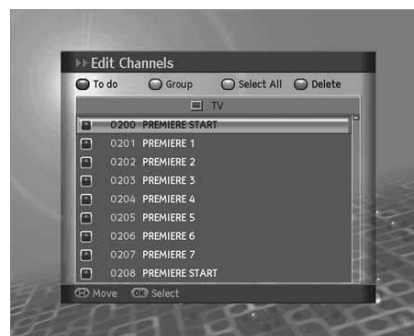 Edit Channels
To do Group Select All Delete
TV
0200 PREMIERE START
0201 PREMIERE 1
0202 PREMIERE 2
0203 PREMIERE 3
0204 PREMIERE 4
0205 PREMIERE 5
0206 PREMIERE 6
0207 PREMIERE 7
0208 PREMIERE START
Move OK Select